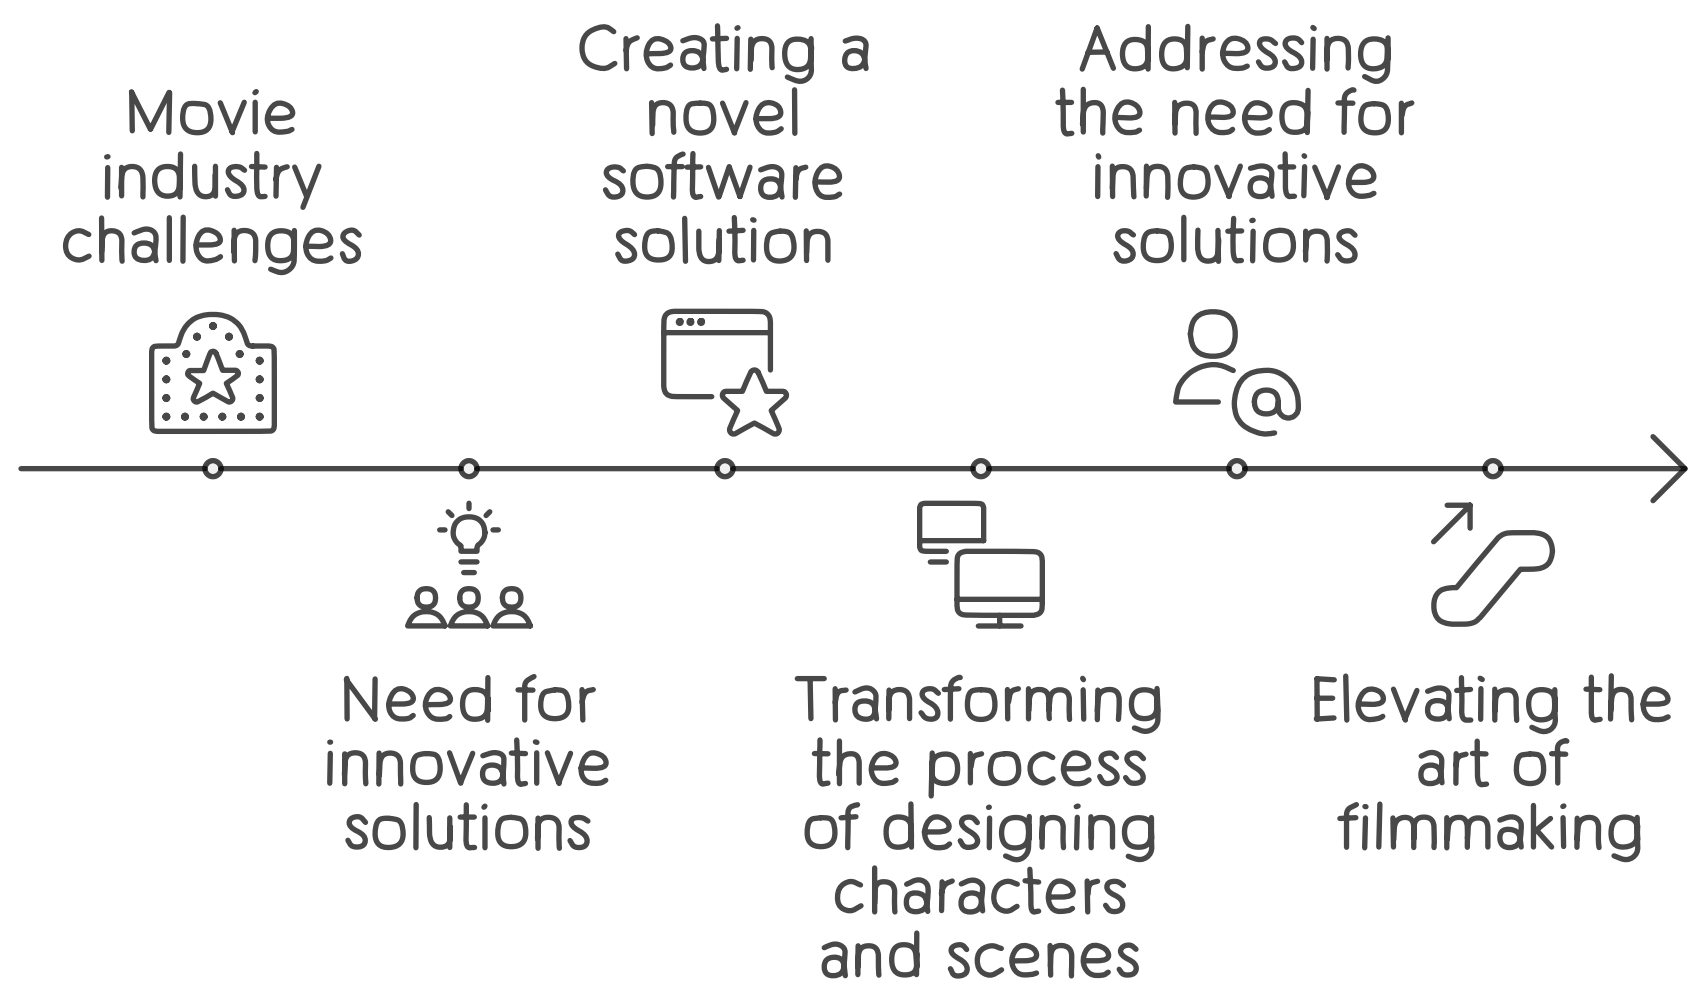 Movie
industry
challenges
Need for
innovative
solutions
Creating a
novel
software
solution
Transforming
the process
of designing
characters
and scenes
Addressing
the need for
innovative
solutions
Elevating the
art of
filmmaking